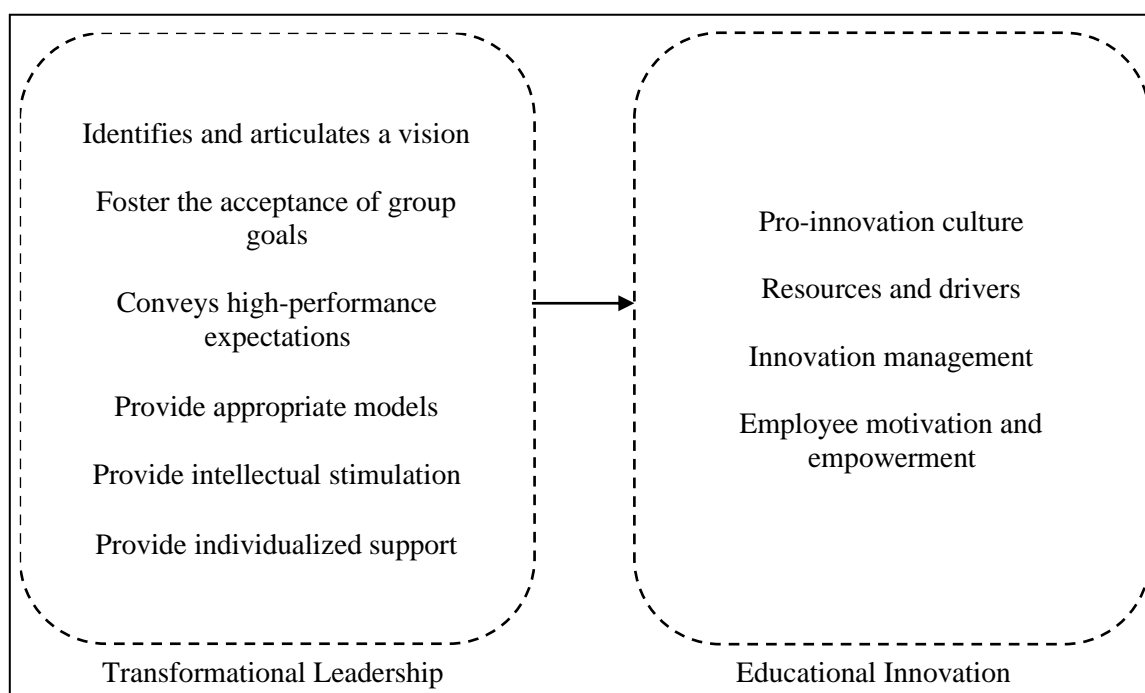 Identifies and articulates a vision
Foster the acceptance of group
goals
Conveys high-performance
expectations
Provide appropriate models
Provide intellectual stimulation
Provide individualized support
Transformational Leadership
Pro-innovation culture
Resources and drivers
Innovation management
Employee motivation and
empowerment
Educational Innovation